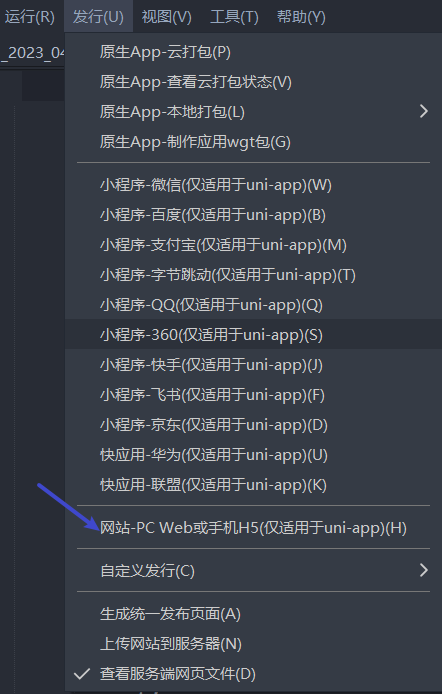 运行(R) 发行(U) 视图(V) 工具(T) 帮助(Y)
_2023_04
原生App-云打包(P)
原生App-查看云打包状态(V)
原生App-本地打包(L)
原生App-制作应用wgt包(G)
小程序-微信(仅适用于uni-app)(W)
小程序-百度(仅适用于uni-app)(B)
小程序-支付宝(仅适用于uni-app)(M)
小程序-字节跳动(仅适用于uni-app)(T)
小程序-QQ(仅适用于uni-app)(Q)
小程序-360(仅适用于uni-app)(S)
小程序-快手(仅适用于uni-app)(J)
小程序-飞书(仅适用于uni-app)(F)
小程序-京东(仅适用于uni-app)(D)
快应用-华为(仅适用于uni-app)(U)
快应用-联盟(仅适用于uni-app)(K)
网站-PC Web或手机H5(仅适用于uni-app)(H)
自定义发行(C)
生成统一发布页面(A)
上传网站到服务器(N)
查看服务端网页文件(D)